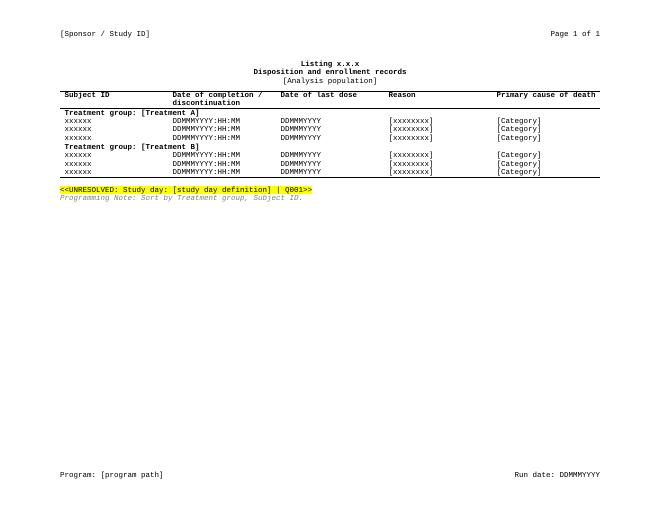 [Sponsor / Study ID] Page 1 of 1
Listing x.x.x
Disposition and enrollment records
[Analysis population]
Subject ID Date of completion / discontinuation Date of last dose Reason Primary cause of death
Treatment group: [Treatment A]
xxxxxx DDMMMYYYY:HH:MM DDMMMYYYY [xxxxxxxx] [Category]
xxxxxx DDMMMYYYY:HH:MM DDMMMYYYY [xxxxxxxx] [Category]
xxxxxx DDMMMYYYY:HH:MM DDMMMYYYY [xxxxxxxx] [Category]
Treatment group: [Treatment B]
xxxxxx DDMMMYYYY:HH:MM DDMMMYYYY [xxxxxxxx] [Category]
xxxxxx DDMMMYYYY:HH:MM DDMMMYYYY [xxxxxxxx] [Category]
xxxxxx DDMMMYYYY:HH:MM DDMMMYYYY [xxxxxxxx] [Category]
<<UNRESOLVED: Study day: [study day definition] | Q001>>
Programming Note: Sort by Treatment group, Subject ID.
Program: [program path] Run date: DDMMMYYYY